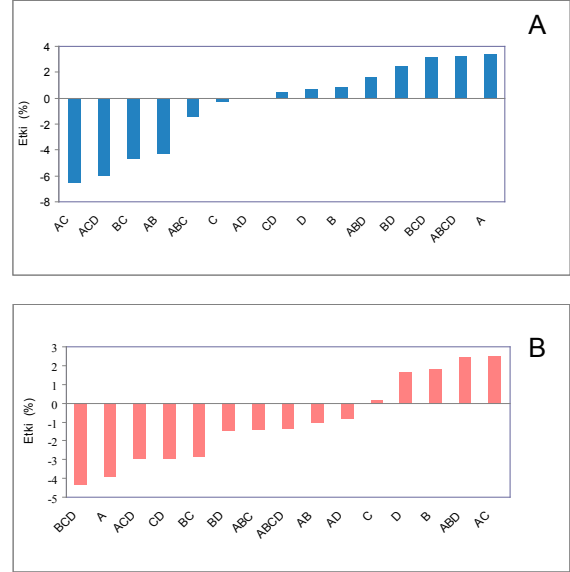 A
Etki (%)
4
2
0
-2
-4
-6
-8
AC ACD BC AB ABC C AD CD D B ABD BD BCD ABCD A
B
Etki (%)
3
2
1
0
-1
-2
-3
-4
-5
BCD A ACD CD BC BD ABC ABCD AB AD C D B ABD AC